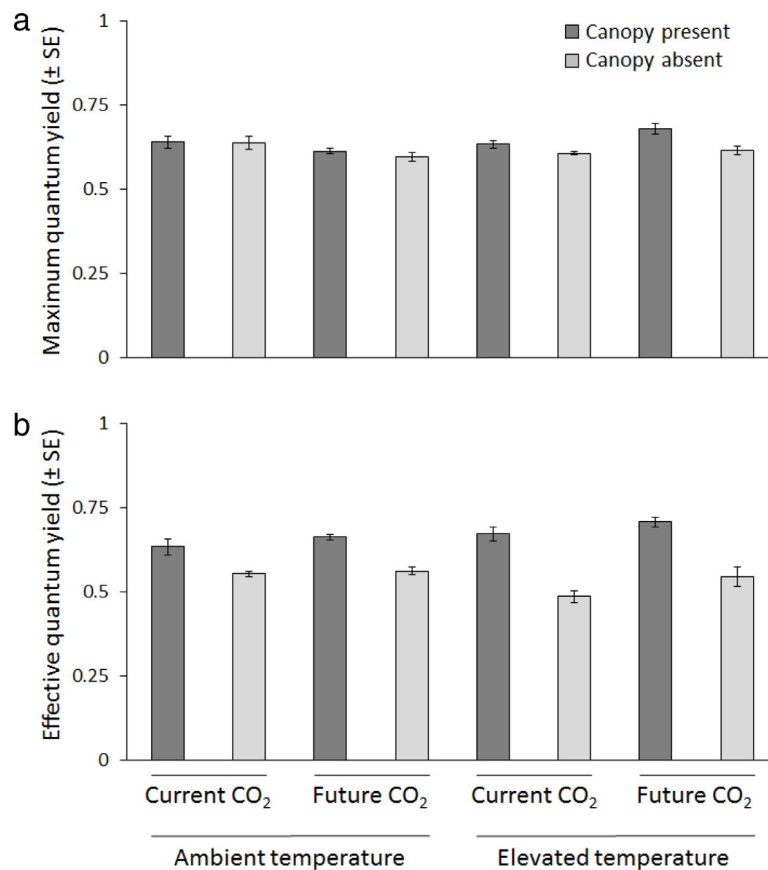 a
Maximum quantum yield (± SE)
1
0.75
0.5
0.25
0
Canopy present
Canopy absent
b
Effective quantum yield (± SE)
1
0.75
0.5
0.25
0
Current CO₂ Future CO₂ Current CO₂ Future CO₂
Ambient temperature Elevated temperature